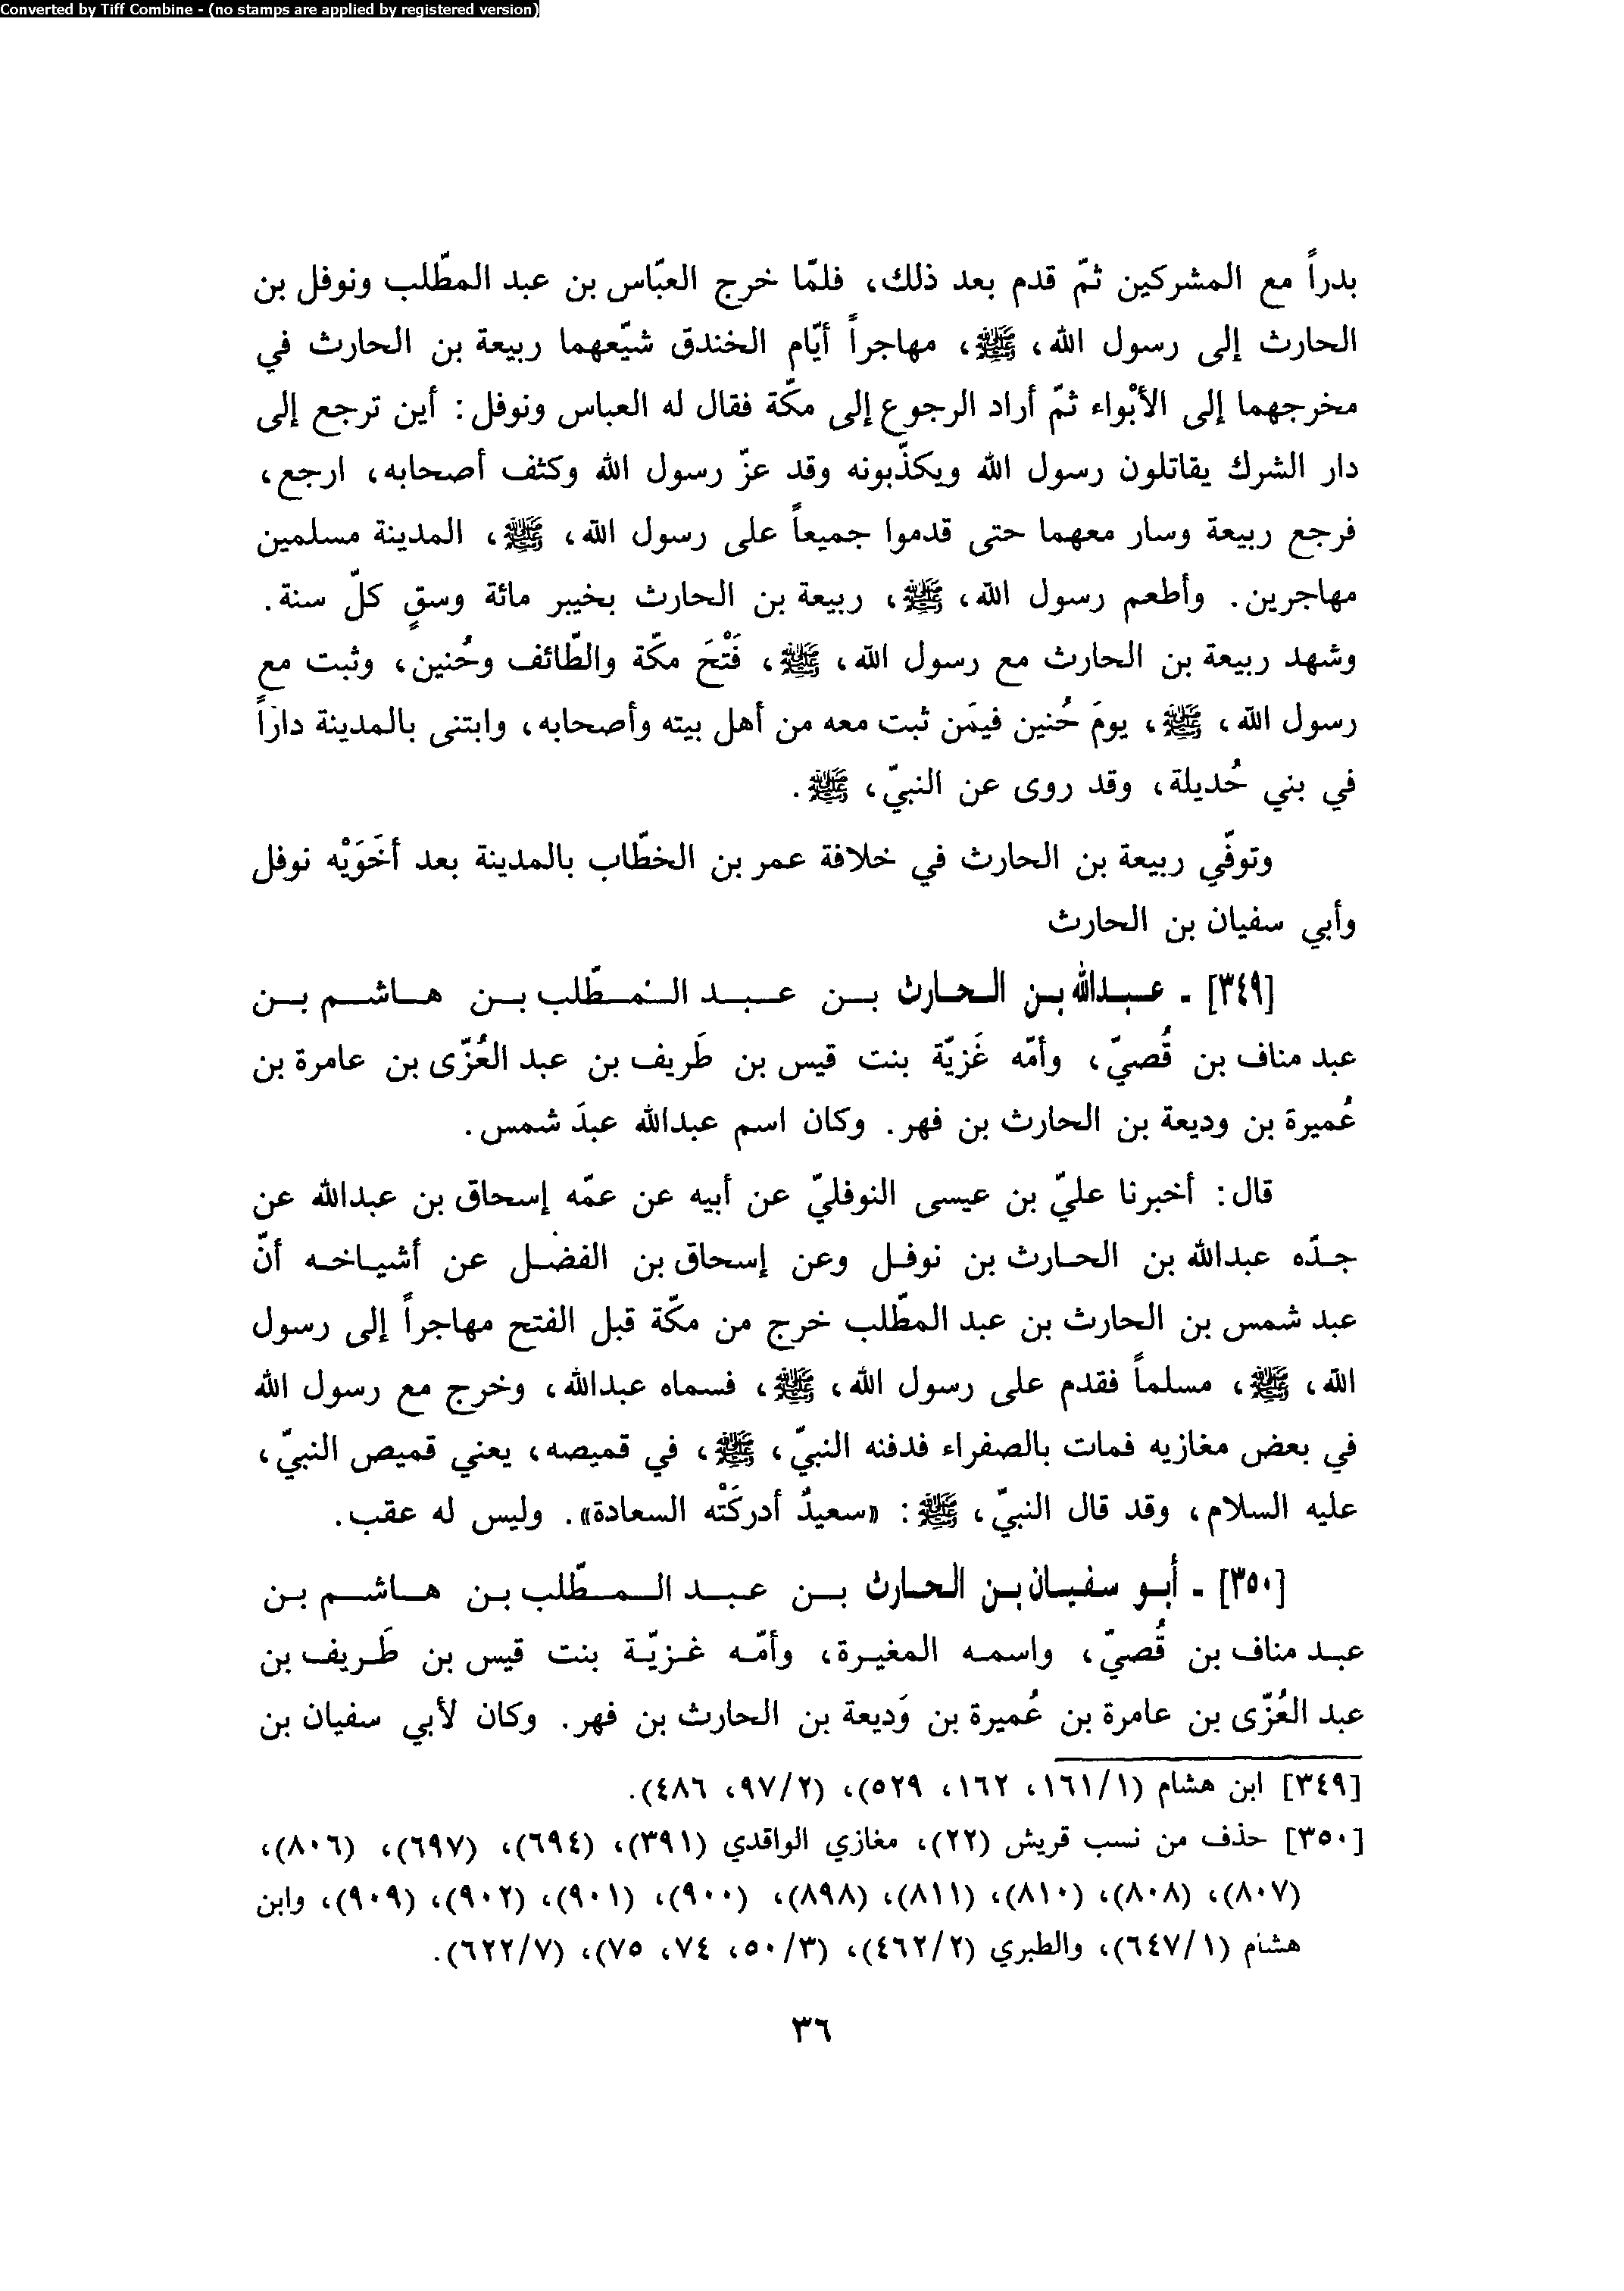 Converted by Tiff Combine - (no stamps are applied by registered version)
بدراً مع المشركين ثمّ قدم بعد ذلك، فلمّا خرج العبّاس بن عبد المطّلب ونوفل بن
الحارث إلى رسول الله، ﷺ، مهاجراً أيّام الخندق شيّعهما ربيعة بن الحارث في
مخرجهما إلى الأبْواء ثمّ أراد الرجوع إلى مكّة فقال له العباس ونوفل: أين ترجع إلى
دار الشرك يقاتلون رسول الله ويكذّبونه وقد عزّ رسول الله وكثف أصحابه، ارجع،
فرجع ربيعة وسار معهما حتى قدموا جميعاً على رسول الله، ﷺ، المدينة مسلمين
مهاجرين. وأطعم رسول الله، ﷺ، ربيعة بن الحارث بخيبر مائة وسقٍ كلّ سنة.
وشهد ربيعة بن الحارث مع رسول الله، ﷺ، فَتْحَ مكّة والطّائف وحُنين، وثبت مع
رسول الله، ﷺ، يومَ حُنين فيمَن ثبت معه من أهل بيته وأصحابه، وابتنى بالمدينة داراً
في بني حُديلة، وقد روى عن النبيّ، ﷺ.
وتوفّي ربيعة بن الحارث في خلافة عمر بن الخطّاب بالمدينة بعد أخَوَيْه نوفل
وأبي سفيان بن الحارث
[٣٤٩] - عبدالله بن الحارث بن عبد المُطّلب بن هاشم بن
عبد مناف بن قُصيّ، وأمّه غَزيّة بنت قيس بن طَريف بن عبد العُزّى بن عامرة بن
عُميرة بن وديعة بن الحارث بن فهر. وكان اسم عبدالله عبدَ شمس.
قال: أخبرنا عليّ بن عيسى النوفليّ عن أبيه عن عمّه إسحاق بن عبدالله عن
جدّه عبدالله بن الحارث بن نوفل وعن إسحاق بن الفضل عن أشياخه أنّ
عبد شمس بن الحارث بن عبد المطّلب خرج من مكّة قبل الفتح مهاجراً إلى رسول
الله، ﷺ، مسلماً فقدم على رسول الله، ﷺ، فسماه عبدالله، وخرج مع رسول الله
في بعض مغازيه فمات بالصفراء فدفنه النبيّ، ﷺ، في قميصه، يعني قميص النبيّ،
عليه السلام، وقد قال النبيّ، ﷺ: «سعيدٌ أدركَتْه السعادة». وليس له عقب.
[٣٥٠] - أبو سفيان بن الحارث بن عبد المطّلب بن هاشم بن
عبد مناف بن قُصيّ، واسمه المغيرة، وأمّه غزيّة بنت قيس بن طَريف بن
عبد العُزّى بن عامرة بن عُميرة بن وَديعة بن الحارث بن فهر. وكان لأبي سفيان بن
[٣٤٩] ابن هشام (١/١٦١، ١٦٢، ٥٢٩)، (٢/٩٧، ٤٨٦).
[٣٥٠] حذف من نسب قريش (٢٢)، مغازي الواقدي (٣٩١)، (٦٩٤)، (٦٩٧)، (٨٠٦)،
(٨٠٧)، (٨٠٨)، (٨١٠)، (٨١١)، (٨٩٨)، (٩٠٠)، (٩٠١)، (٩٠٢)، (٩٠٩)، وابن
هشام (١/٦٤٧)، والطبري (٢/٤٦٢)، (٣/٥٠، ٧٤، ٧٥)، (٧/٦٢٢).
٣٦